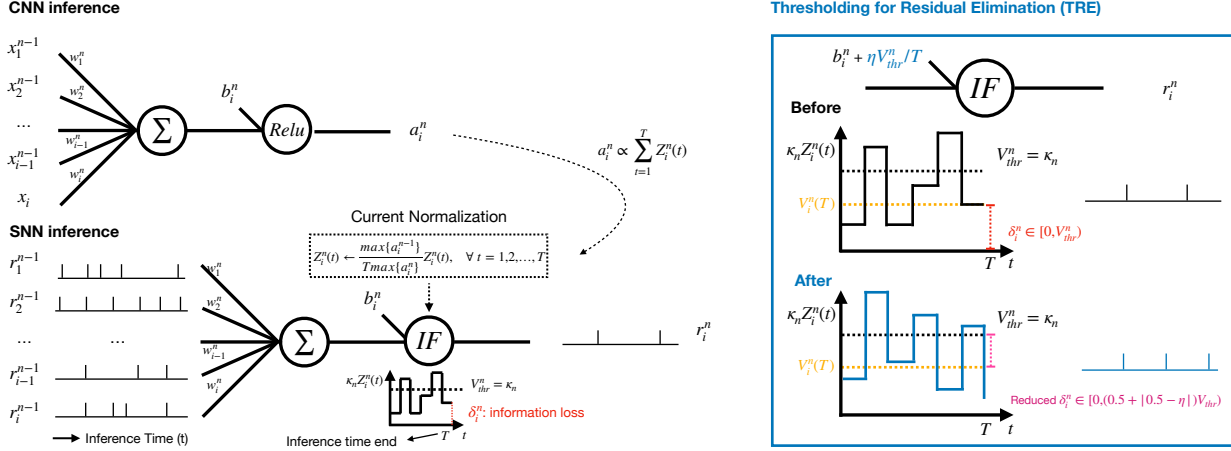 CNN inference
x_1^{n-1}
x_2^{n-1}
...
x_{i-1}^{n-1}
x_i
w_1^n
w_2^n
w_{i-1}^n
w_i^n
Σ
b_i^n
Relu
a_i^n
a_i^n ∝ \sum_{t=1}^{T} Z_i^n(t)
SNN inference
r_1^{n-1}
r_2^{n-1}
...
...
r_{i-1}^{n-1}
r_i^{n-1}
Inference Time (t)
w_1^n
w_2^n
w_{i-1}^n
w_i^n
Σ
Current Normalization
Z_i^n(t) ← \frac{max{a_i^{n-1}}}{Tmax{a_i^n}} Z_i^n(t), ∀ t = 1,2,...,T
b_i^n
IF
r_i^n
κ_n Z_i^n(t)
V_{thr}^n = κ_n
δ_i^n: information loss
T
t
Inference time end
Thresholding for Residual Elimination (TRE)
b_i^n + ηV_{thr}^n/T
IF
r_i^n
Before
κ_n Z_i^n(t)
V_{thr}^n = κ_n
V_i^n(T)
δ_i^n ∈ [0,V_{thr}^n)
T
t
After
κ_n Z_i^n(t)
V_{thr}^n = κ_n
V_i^n(T)
Reduced δ_i^n ∈ [0,(0.5 + |0.5 − η|)V_{thr})
T
t